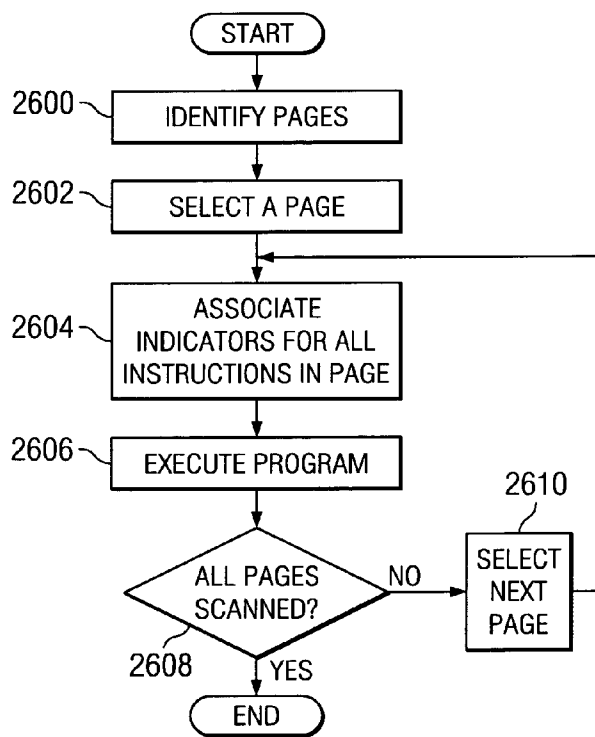 START
2600
IDENTIFY PAGES
2602
SELECT A PAGE
2604
ASSOCIATE
INDICATORS FOR ALL
INSTRUCTIONS IN PAGE
2606
EXECUTE PROGRAM
2610
ALL PAGES
SCANNED?
NO
SELECT
NEXT
PAGE
2608
YES
END